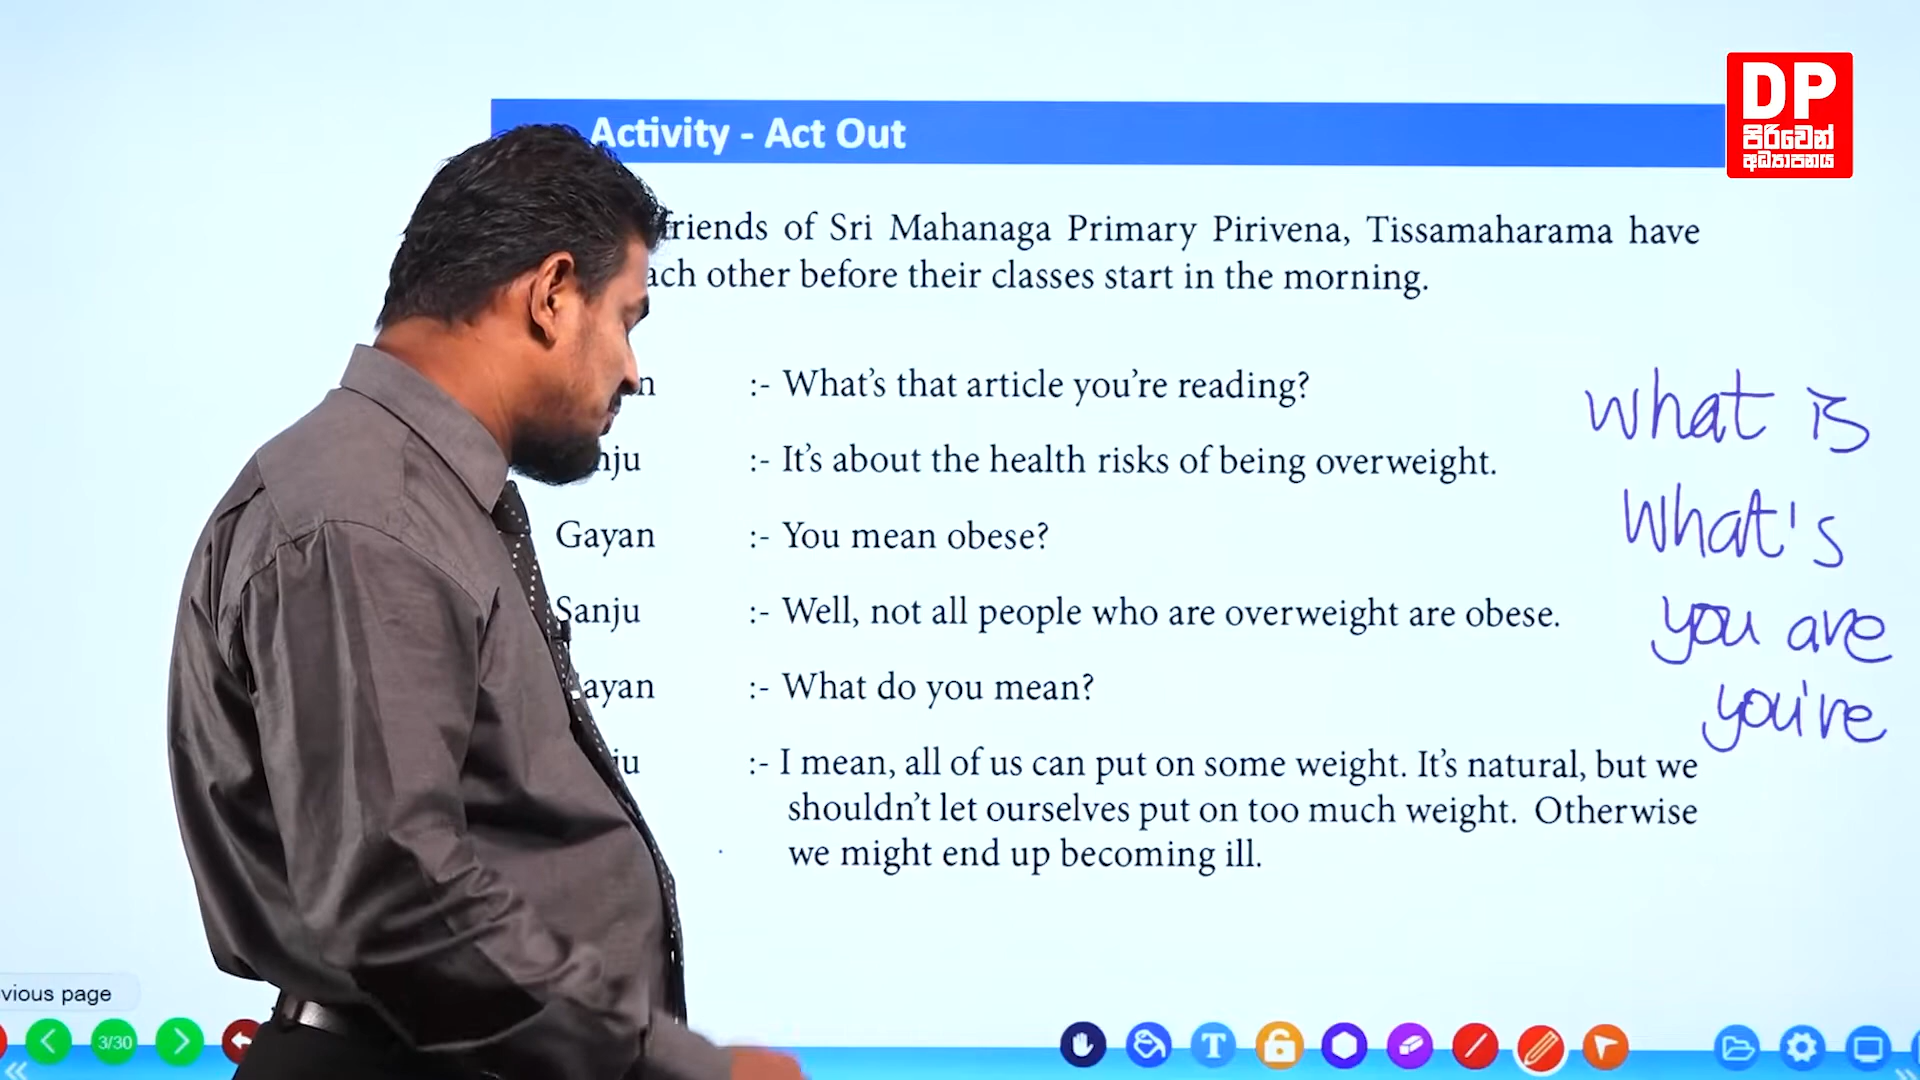 DP
පිරිවෙන්
අධ්‍යාපනය
Activity - Act Out
friends of Sri Mahanaga Primary Pirivena, Tissamaharama have
ach other before their classes start in the morning.
n :- What's that article you're reading?
nju :- It's about the health risks of being overweight.
Gayan :- You mean obese?
Sanju :- Well, not all people who are overweight are obese.
ayan :- What do you mean?
ju :- I mean, all of us can put on some weight. It's natural, but we
shouldn't let ourselves put on too much weight. Otherwise
we might end up becoming ill.
what is
what's
you are
you're
vious page
3/30
T